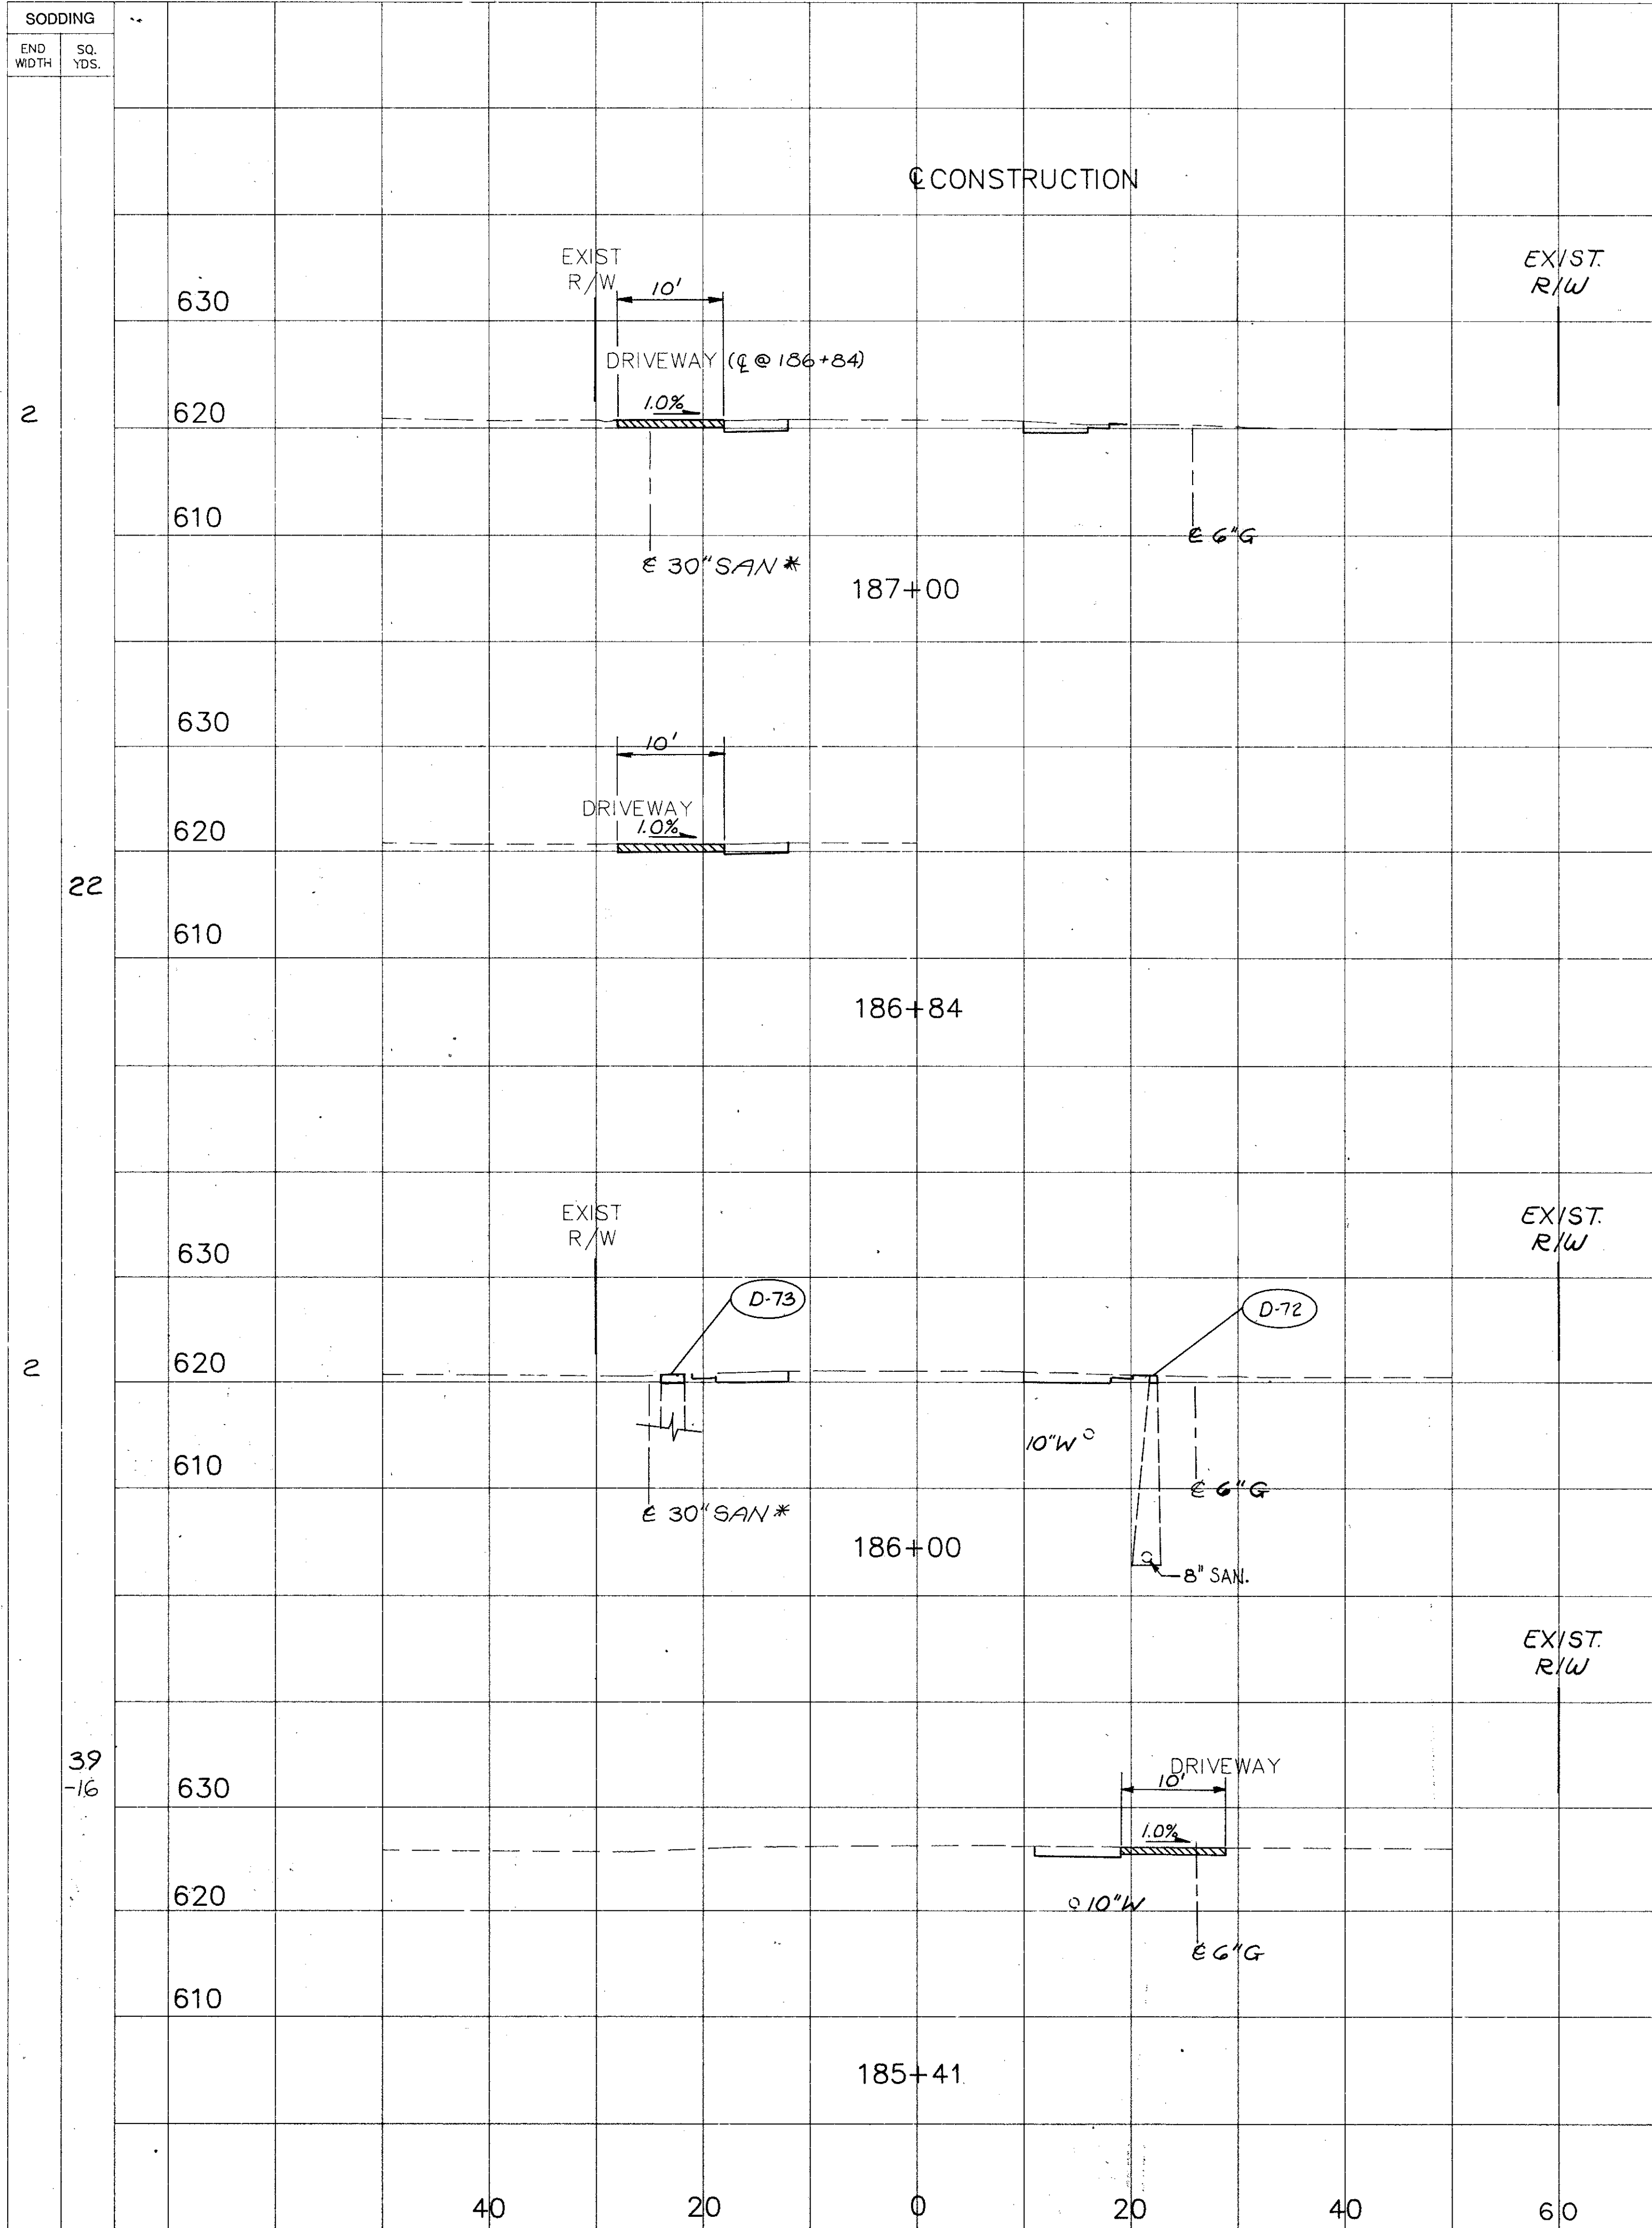 SODDING
END WIDTH
SQ. YDS.
℄ CONSTRUCTION
EXIST
R/W
EXIST.
R/W
630
10'
DRIVEWAY (℄ @ 186+84)
2
620
1.0%
610
℄ 6"G
℄ 30" SAN *
187+00
630
10'
DRIVEWAY
620
1.0%
22
610
186+84
EXIST
R/W
EXIST.
R/W
630
D-73
D-72
2
620
10"W
610
℄ 6"G
℄ 30" SAN *
186+00
8" SAN.
EXIST.
R/W
39
-16
630
DRIVEWAY
10'
1.0%
620
10"W
℄ 6"G
610
185+41
40 20 0 20 40 60